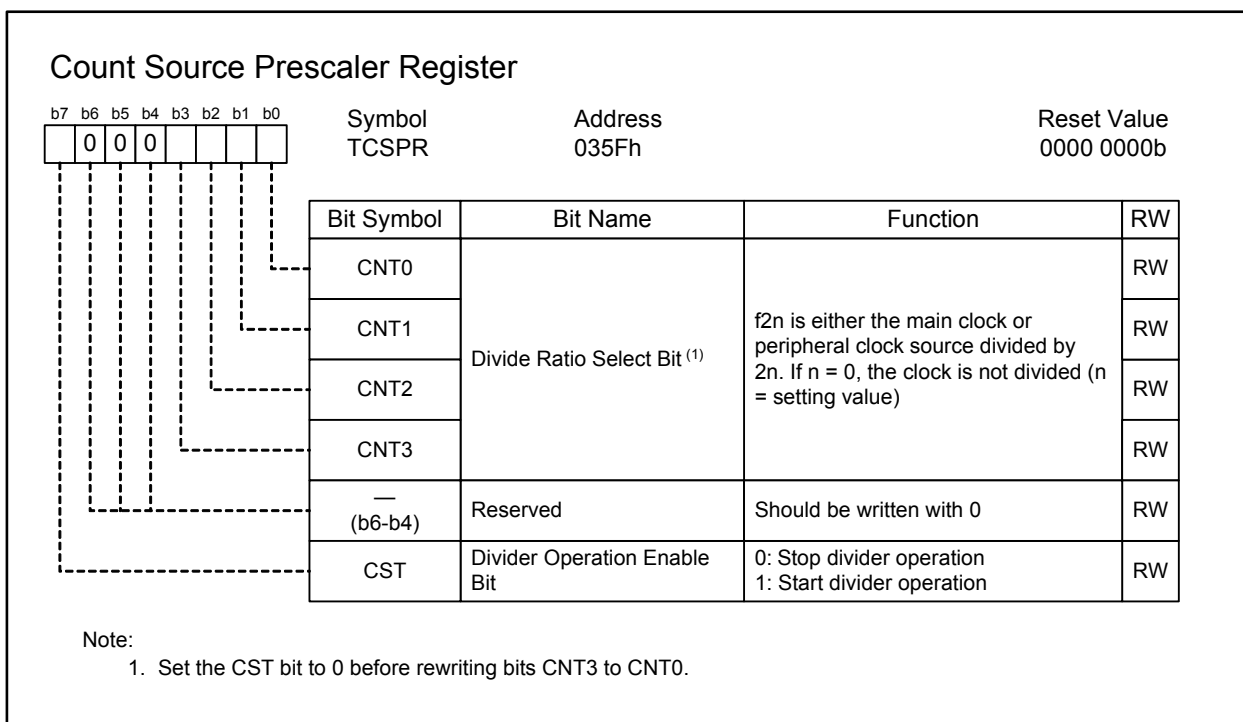 Count Source Prescaler Register
b7 b6 b5 b4 b3 b2 b1 b0
0 0 0
Symbol Address Reset Value
TCSPR 035Fh 0000 0000b
Bit Symbol Bit Name Function RW
CNT0 RW
CNT1 RW
CNT2 RW
CNT3 RW
Divide Ratio Select Bit (1)
f2n is either the main clock or
peripheral clock source divided by
2n. If n = 0, the clock is not divided (n
= setting value)
—
(b6-b4) Reserved Should be written with 0 RW
CST Divider Operation Enable
Bit
0: Stop divider operation
1: Start divider operation
RW
Note:
1. Set the CST bit to 0 before rewriting bits CNT3 to CNT0.